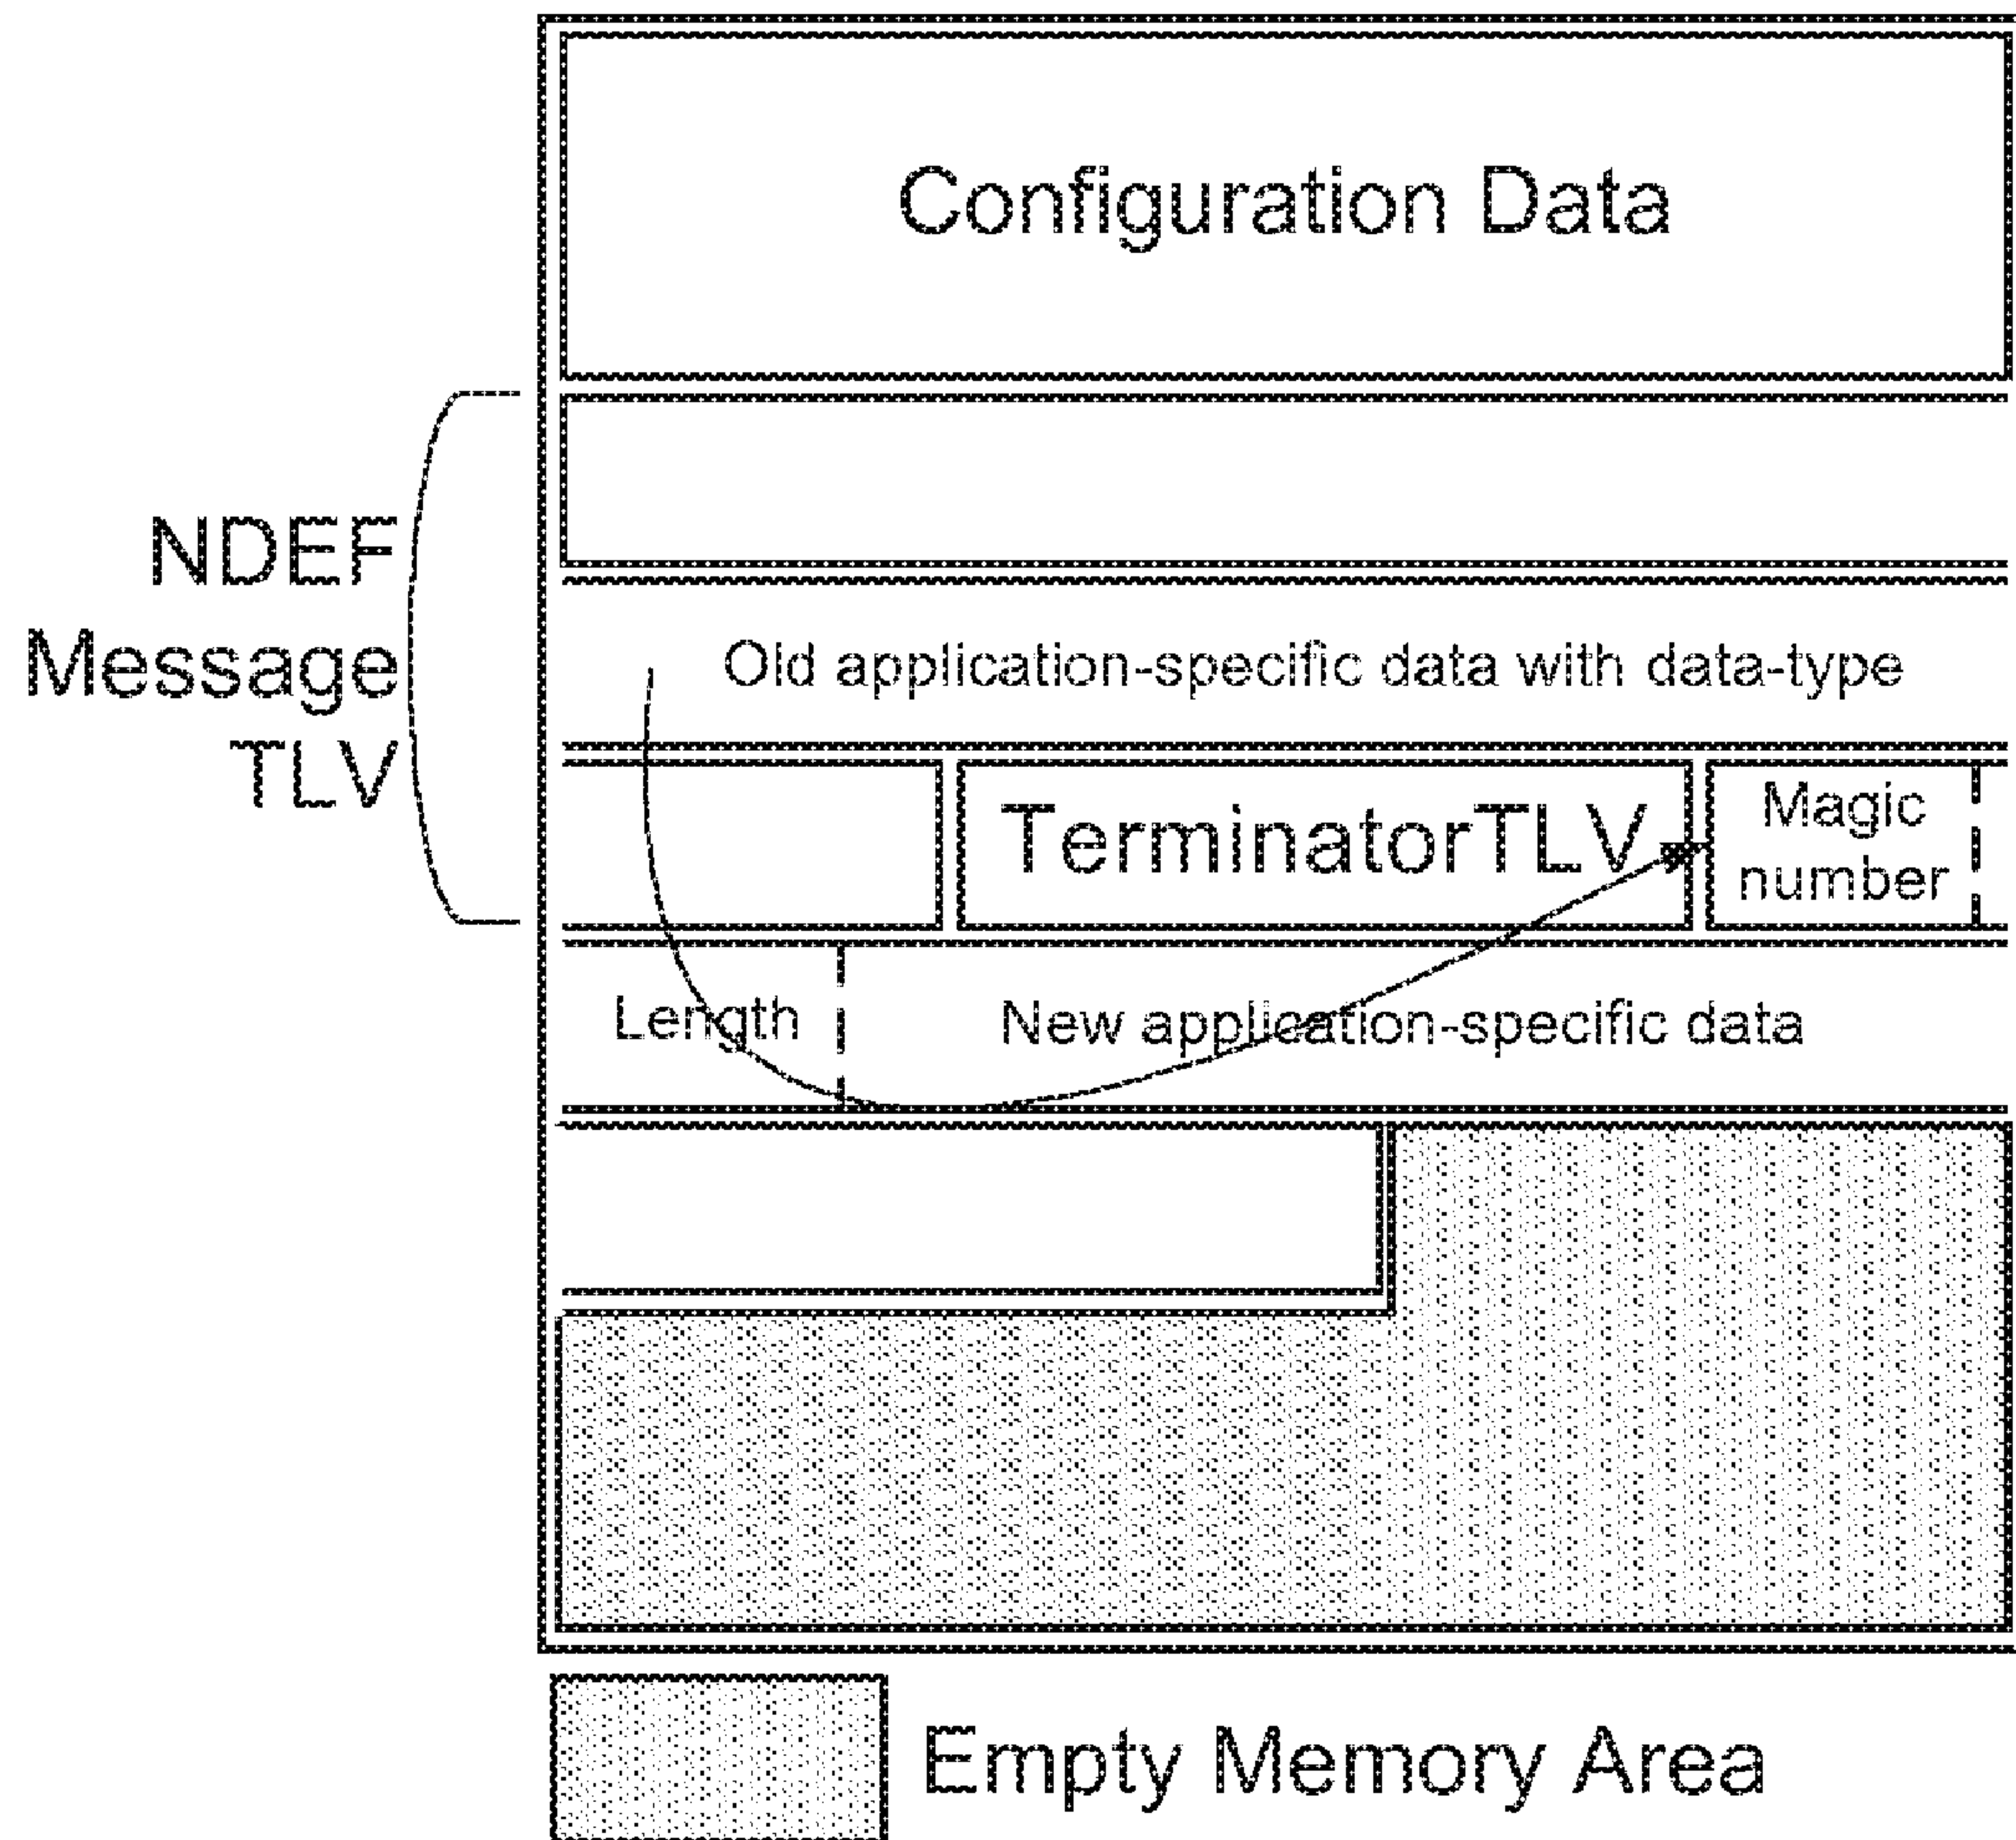 Configuration Data
NDEF
Message
TLV
Old application-specific data with data-type
TerminatorTLV
Magic
number
Length
New application-specific data
Empty Memory Area